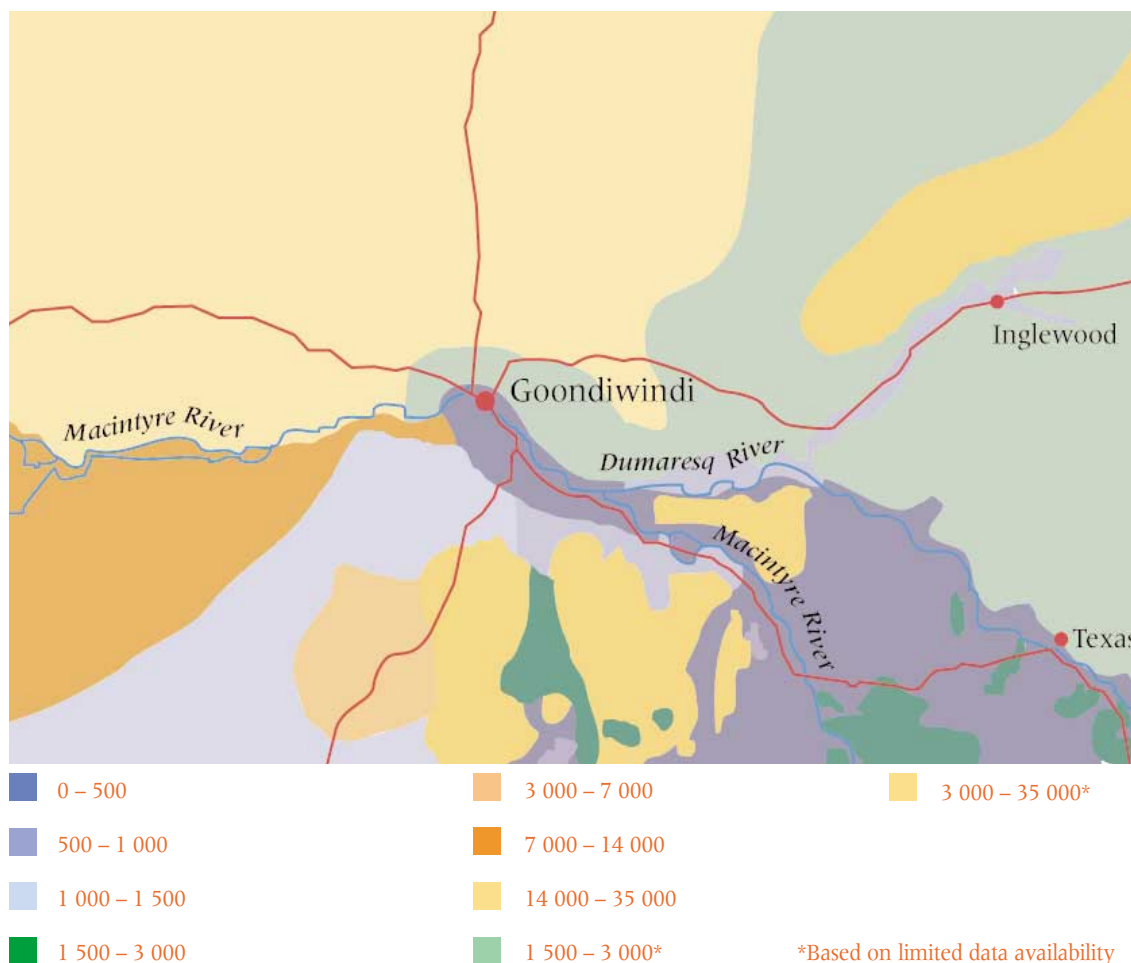 Inglewood
Goondiwindi
Macintyre River
Dumaresq River
Macintyre River
Texas
0 – 500
500 – 1 000
1 000 – 1 500
1 500 – 3 000
3 000 – 7 000
7 000 – 14 000
14 000 – 35 000
1 500 – 3 000*
3 000 – 35 000*
*Based on limited data availability